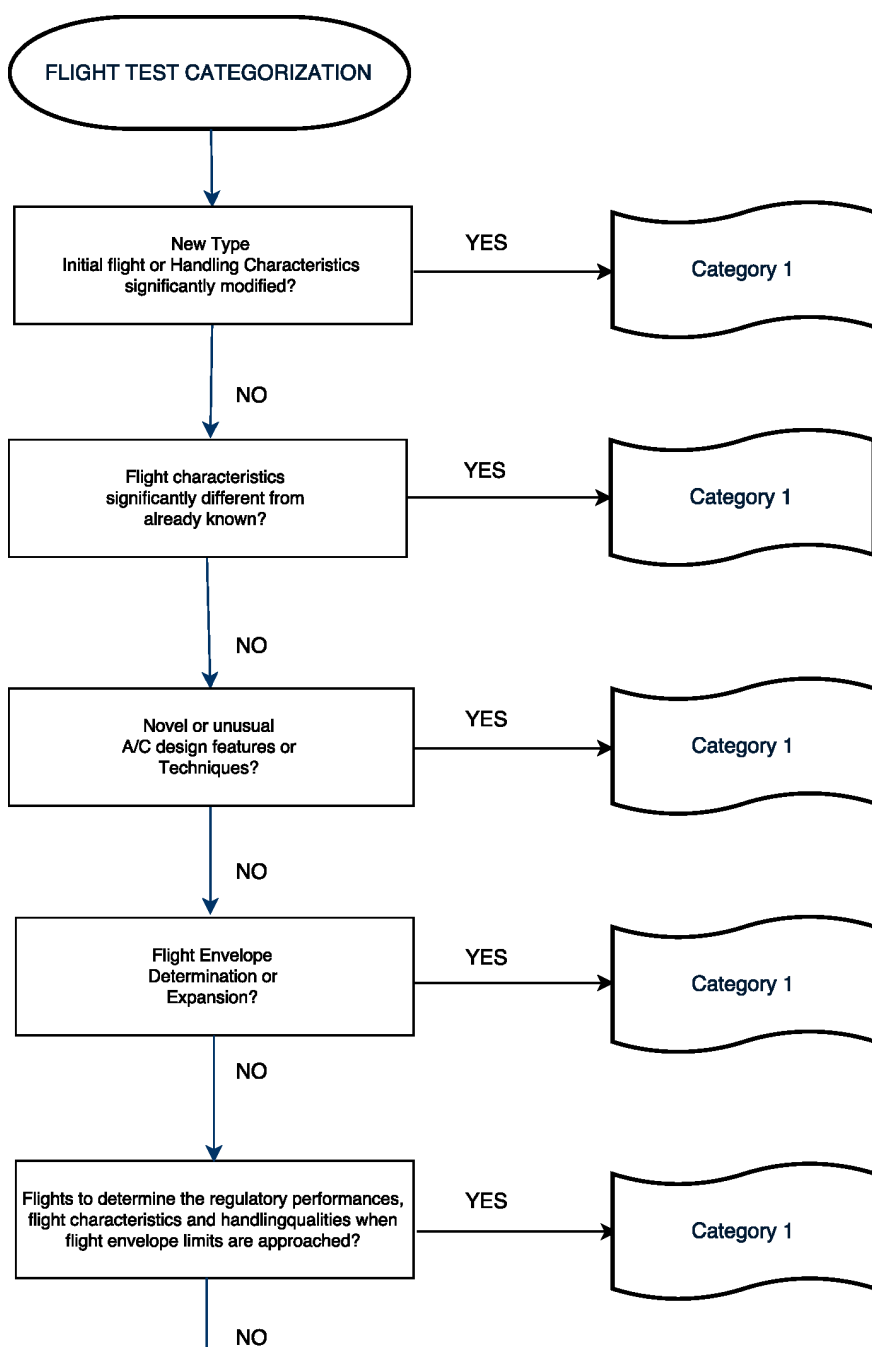 FLIGHT TEST CATEGORIZATION
New Type
Initial flight or Handling Characteristics
significantly modified?
YES
Category 1
NO
Flight characteristics
significantly different from
already known?
YES
Category 1
NO
Novel or unusual
A/C design features or
Techniques?
YES
Category 1
NO
Flight Envelope
Determination or
Expansion?
YES
Category 1
NO
Flights to determine the regulatory performances,
flight characteristics and handlingqualities when
flight envelope limits are approached?
YES
Category 1
NO